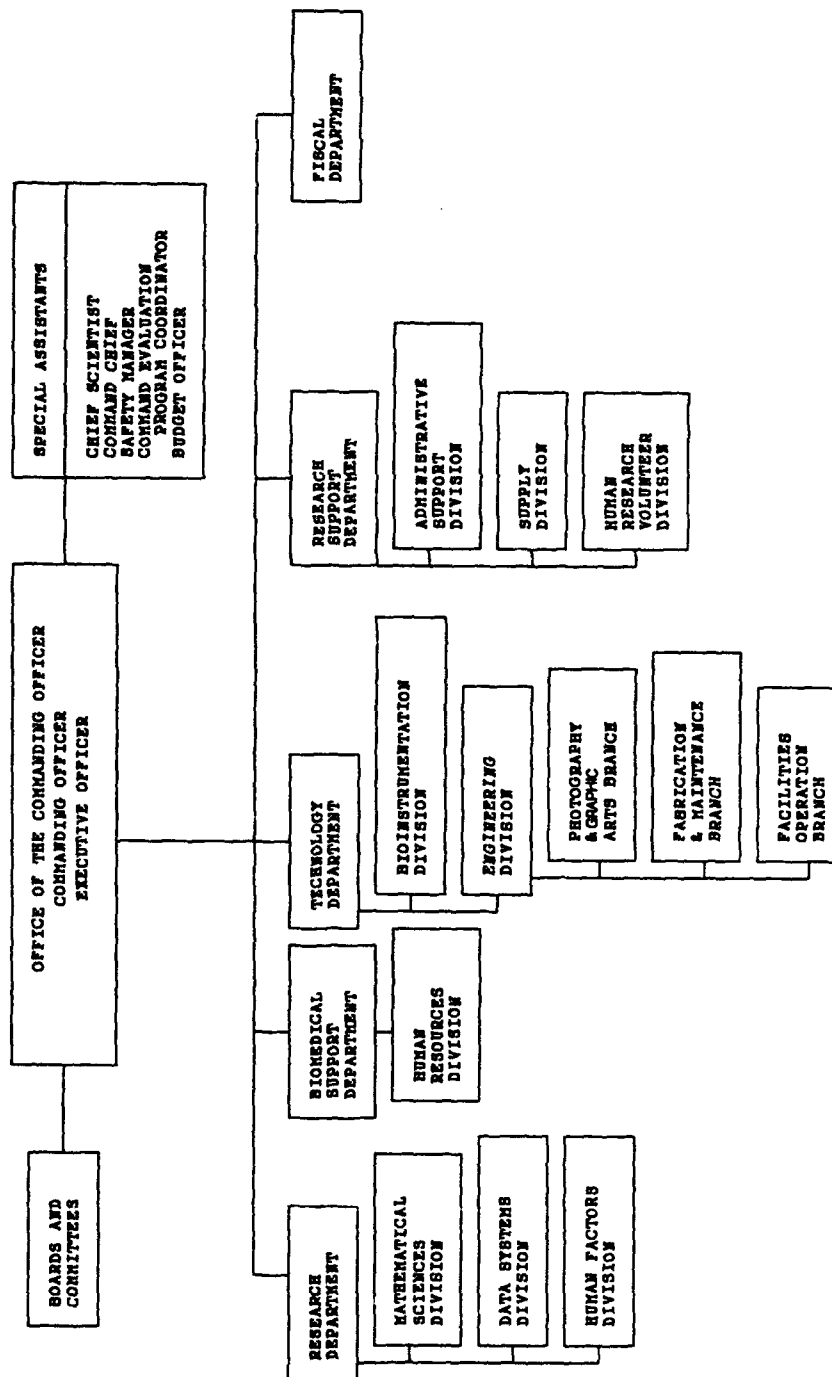 BOARDS AND
COMMITTEES
OFFICE OF THE COMMANDING OFFICER
COMMANDING OFFICER
EXECUTIVE OFFICER
SPECIAL ASSISTANTS
CHIEF SCIENTIST
COMMAND CHIEF
SAFETY MANAGER
COMMAND EVALUATION
PROGRAM COORDINATOR
BUDGET OFFICER
RESEARCH
DEPARTMENT
MATHEMATICAL
SCIENCES
DIVISION
DATA SYSTEMS
DIVISION
HUMAN FACTORS
DIVISION
BIOMEDICAL
SUPPORT
DEPARTMENT
HUMAN
RESOURCES
DIVISION
TECHNOLOGY
DEPARTMENT
BIOINSTRUMENTATION
DIVISION
ENGINEERING
DIVISION
PHOTOGRAPHY
& GRAPHIC
ARTS BRANCH
FABRICATION
& MAINTENANCE
BRANCH
FACILITIES
OPERATION
BRANCH
RESEARCH
SUPPORT
DEPARTMENT
ADMINISTRATIVE
SUPPORT
DIVISION
SUPPLY
DIVISION
HUMAN
RESEARCH
VOLUNTEER
DIVISION
FISCAL
DEPARTMENT